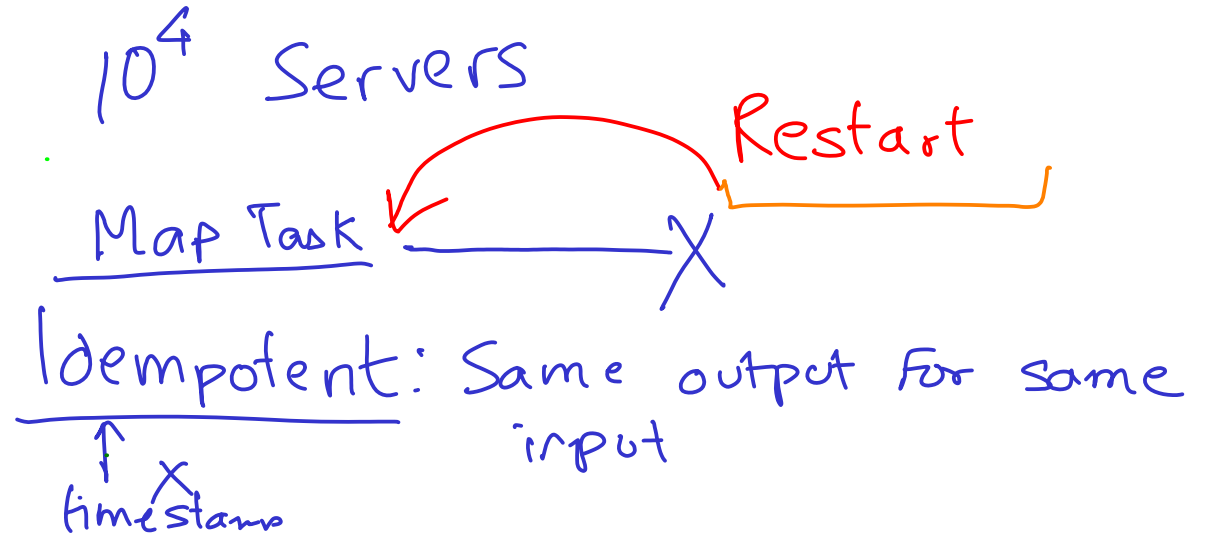 10^4 Servers
Restart
Map Task X
Idempotent: Same output for same
input
X
timestamp